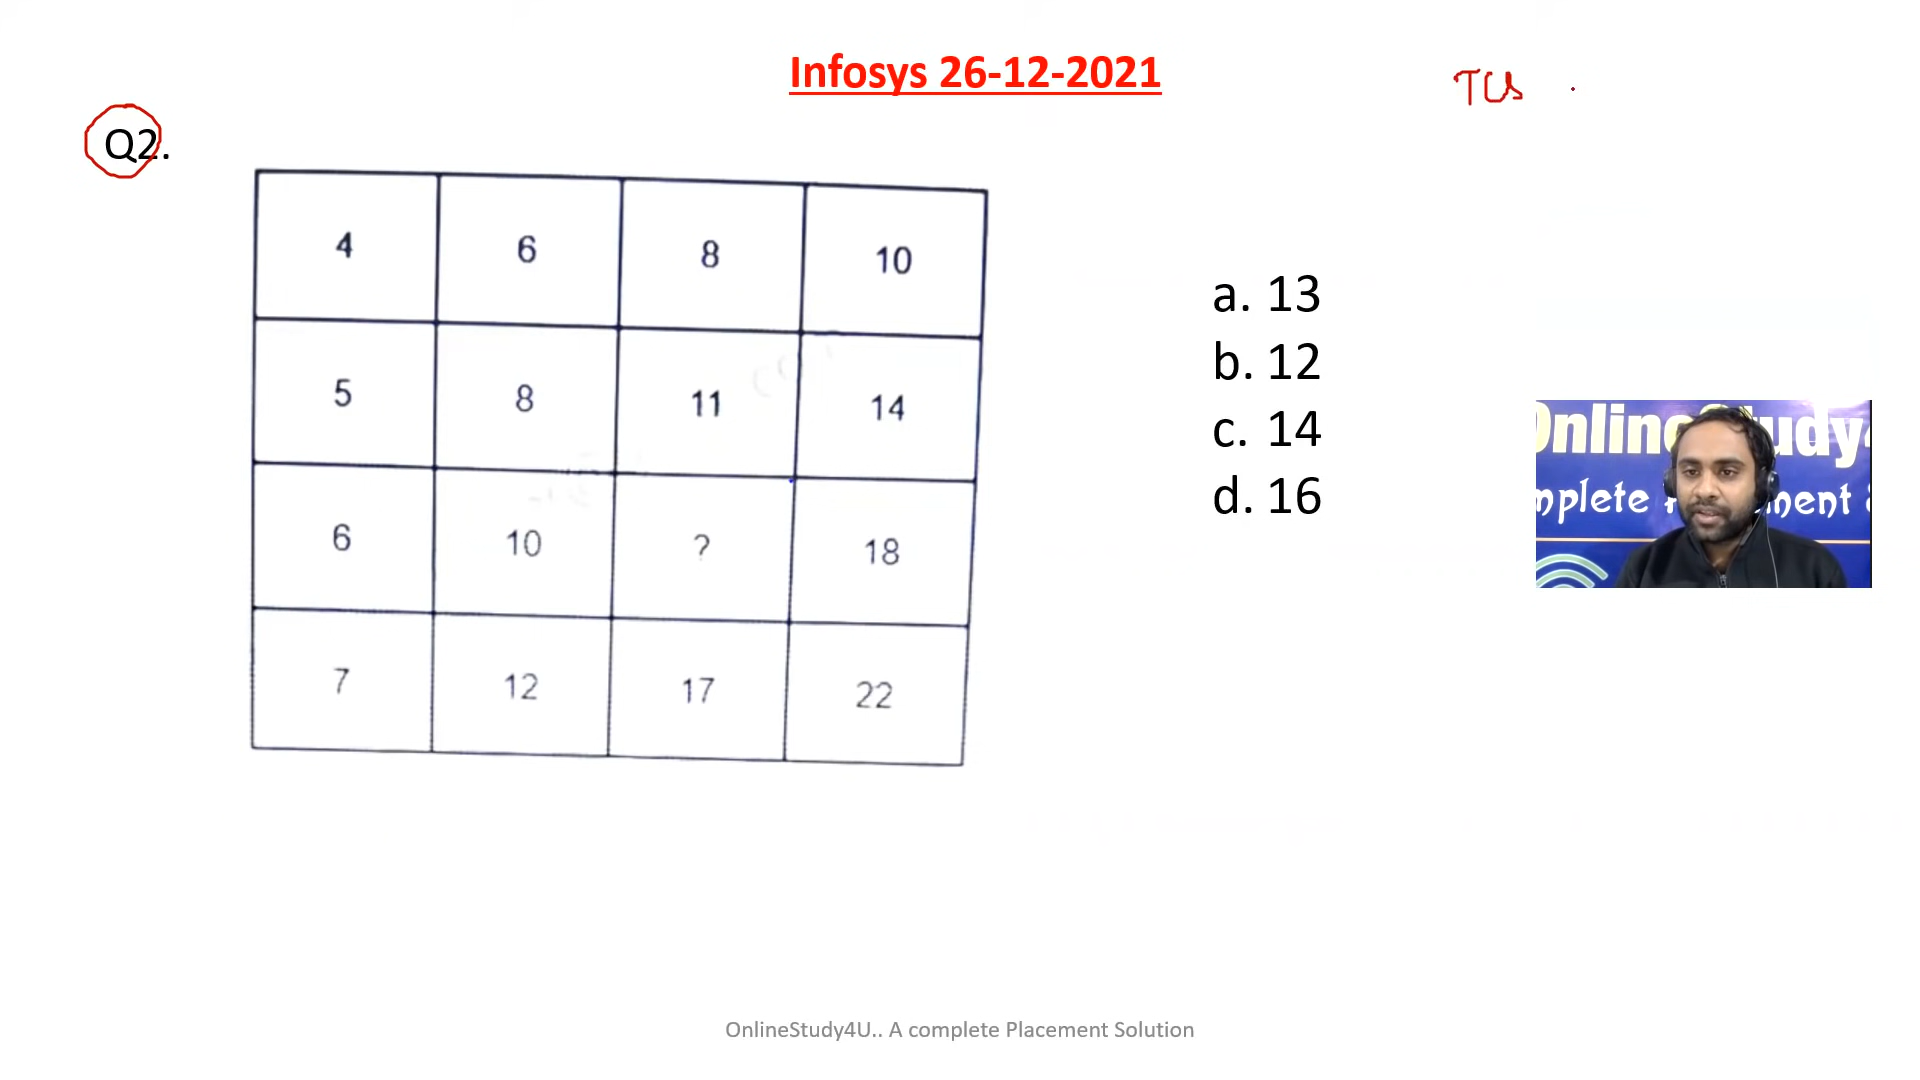 Infosys 26-12-2021
TCS
Q2.
4 6 8 10
5 8 11 14
6 10 ? 18
7 12 17 22
a. 13
b. 12
c. 14
d. 16
OnlineStudy4U.. A complete Placement Solution